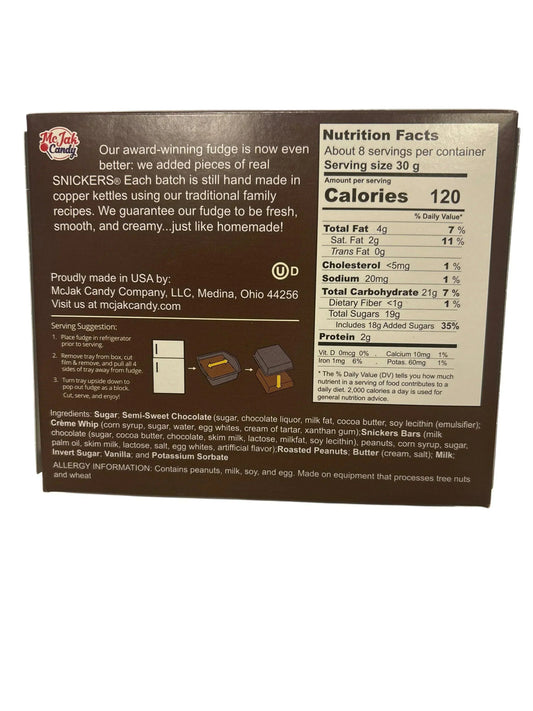 McJak
Candy
Our award-winning fudge is now even
better: we added pieces of real
SNICKERS® Each batch is still hand made in
copper kettles using our traditional family
recipes. We guarantee our fudge to be fresh,
smooth, and creamy...just like homemade!
U D
Proudly made in USA by:
McJak Candy Company, LLC, Medina, Ohio 44256
Visit us at mcjakcandy.com
Serving Suggestion:
1. Place fudge in refrigerator
prior to serving.
2. Remove tray from box, cut
film & remove, and pull all 4
sides of tray away from fudge.
3. Turn tray upside down to
pop out fudge as a block.
Cut, serve, and enjoy!
Nutrition Facts
About 8 servings per container
Serving size 30 g
Amount per serving
Calories 120
% Daily Value*
Total Fat 4g 7 %
Sat. Fat 2g 11 %
Trans Fat 0g
Cholesterol <5mg 1 %
Sodium 20mg 1 %
Total Carbohydrate 21g 7 %
Dietary Fiber <1g 1 %
Total Sugars 19g
Includes 18g Added Sugars 35%
Protein 2g
Vit. D 0mcg 0% . Calcium 10mg 1%
Iron 1mg 6% . Potas. 60mg 1%
* The % Daily Value (DV) tells you how much
nutrient in a serving of food contributes to a
daily diet. 2,000 calories a day is used for
general nutrition advice.
Ingredients: Sugar; Semi-Sweet Chocolate (sugar, chocolate liquor, milk fat, cocoa butter, soy lecithin (emulsifier);
Crème Whip (corn syrup, sugar, water, egg whites, cream of tartar, xanthan gum);Snickers Bars (milk
chocolate (sugar, cocoa butter, chocolate, skim milk, lactose, milkfat, soy lecithin), peanuts, corn syrup, sugar,
palm oil, skim milk, lactose, salt, egg whites, artificial flavor);Roasted Peanuts; Butter (cream, salt); Milk;
Invert Sugar; Vanilla; and Potassium Sorbate
ALLERGY INFORMATION: Contains peanuts, milk, soy, and egg. Made on equipment that processes tree nuts
and wheat